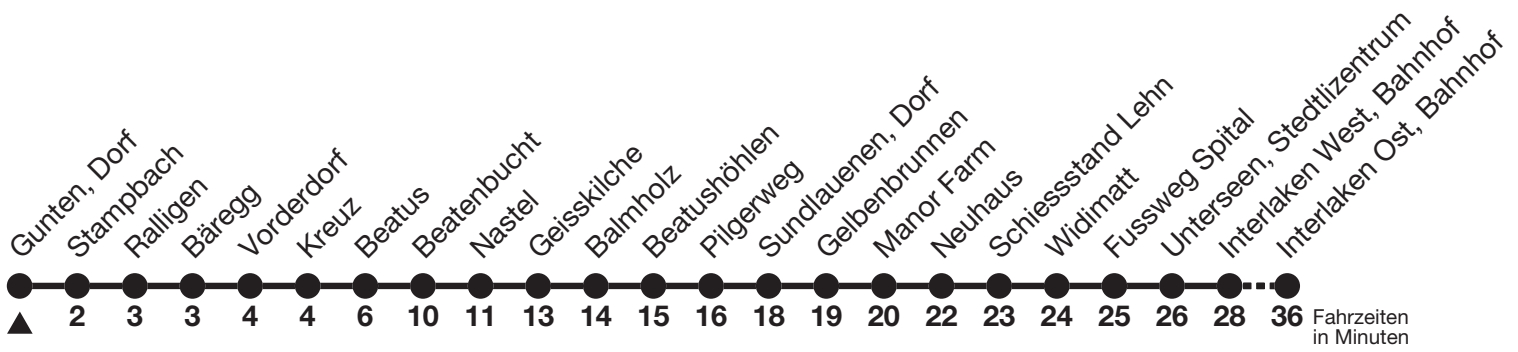 Gunten, Dorf
Stampbach
Ralligen
Bäregg
Vorderdorf
Kreuz
Beatus
Beatenbucht
Nastel
Geisskilche
Balmholz
Beatushöhlen
Pilgerweg
Sundlauenen, Dorf
Gelbenbrunnen
Manor Farm
Neuhaus
Schiessstand Lehn
Widimatt
Fussweg Spital
Unterseen, Stedtlizentrum
Interlaken West, Bahnhof
Interlaken Ost, Bahnhof
2 3 3 4 4 6 10 11 13 14 15 16 18 19 20 22 23 24 25 26 28 36 Fahrzeiten
in Minuten